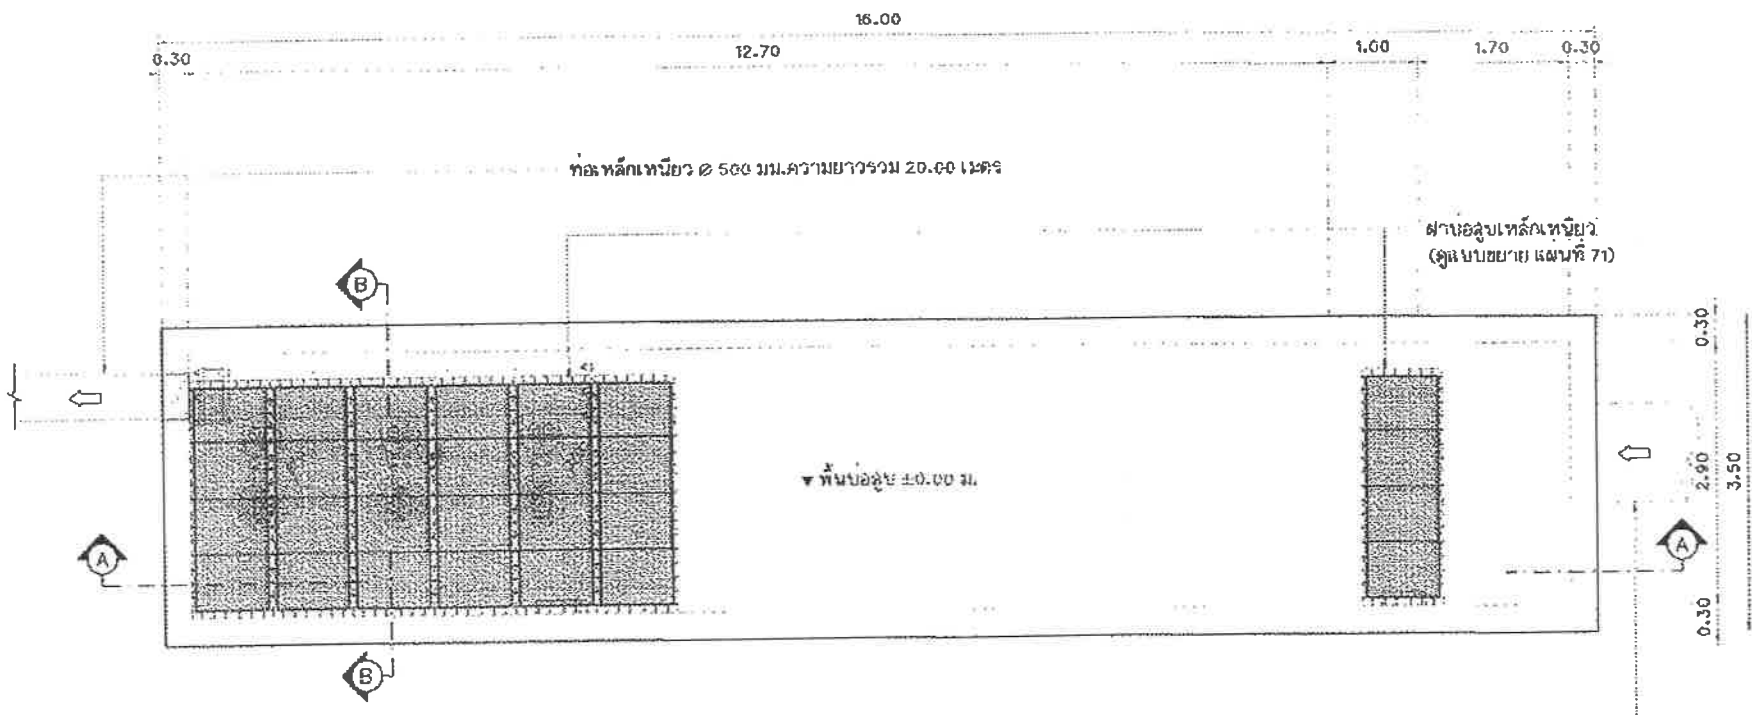 16.00
0.30 12.70 1.00 1.70 0.30
ท่อเหล็กเหนียว Ø 500 มม.ความยาวรวม 20.00 เมตร
ฝาบ่อสูบเหล็กเหนียว
(ดูแบบขยาย แผ่นที่ 71)
B
0.30
▼ พื้นบ่อสูบ ±0.00 ม.
2.90
3.50
A
A
0.30
B